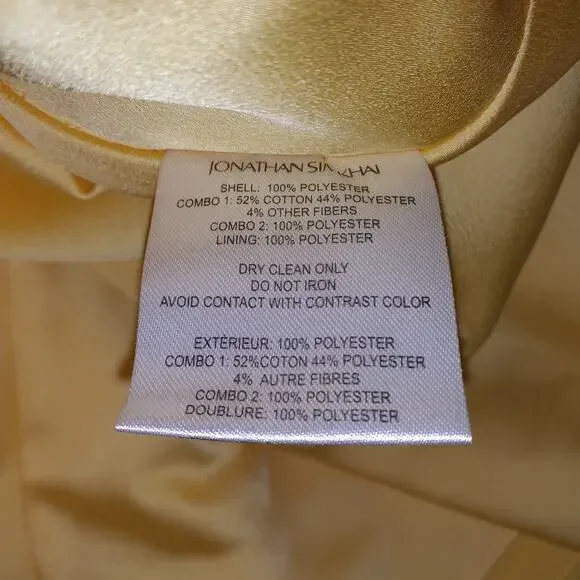 JONATHAN SIMKHAI
SHELL: 100% POLYESTER
COMBO 1: 52% COTTON 44% POLYESTER
4% OTHER FIBERS
COMBO 2: 100% POLYESTER
LINING: 100% POLYESTER
DRY CLEAN ONLY
DO NOT IRON
AVOID CONTACT WITH CONTRAST COLOR
EXTÉRIEUR: 100% POLYESTER
COMBO 1: 52%COTON 44% POLYESTER
4% AUTRE FIBRES
COMBO 2: 100% POLYESTER
DOUBLURE: 100% POLYESTER